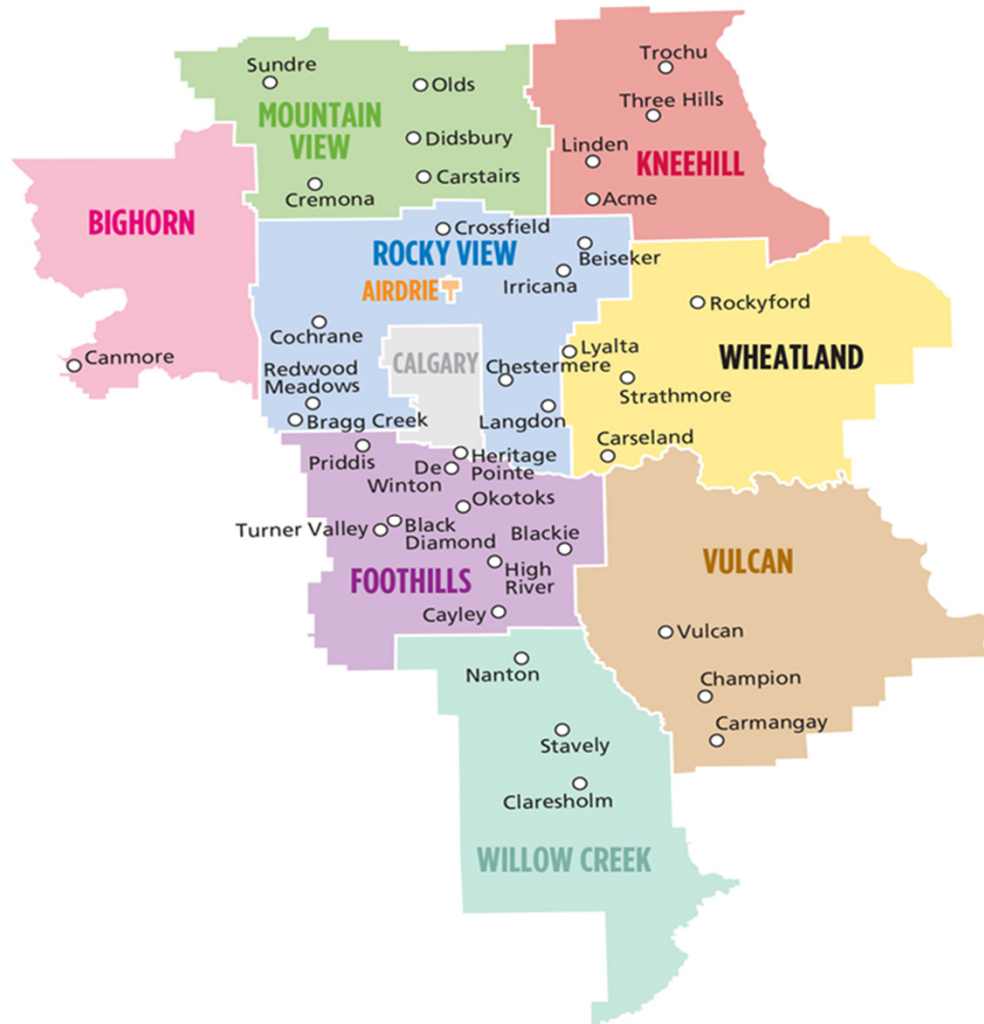 Trochu
Sundre
Olds
Three Hills
MOUNTAIN
VIEW
Didsbury
Linden
KNEEHILL
Carstairs
Cremona
Acme
BIGHORN
Crossfield
ROCKY VIEW
Beiseker
Irricana
AIRDRIE
Rockyford
Cochrane
Lyalta
Canmore
CALGARY
WHEATLAND
Redwood
Meadows
Chestermere
Strathmore
Bragg Creek
Langdon
Carseland
Priddis
Heritage
Pointe
De
Winton
Okotoks
Turner Valley
Black
Diamond
Blackie
VULCAN
FOOTHILLS
High
River
Cayley
Vulcan
Nanton
Champion
Carmangay
Stavely
Claresholm
WILLOW CREEK